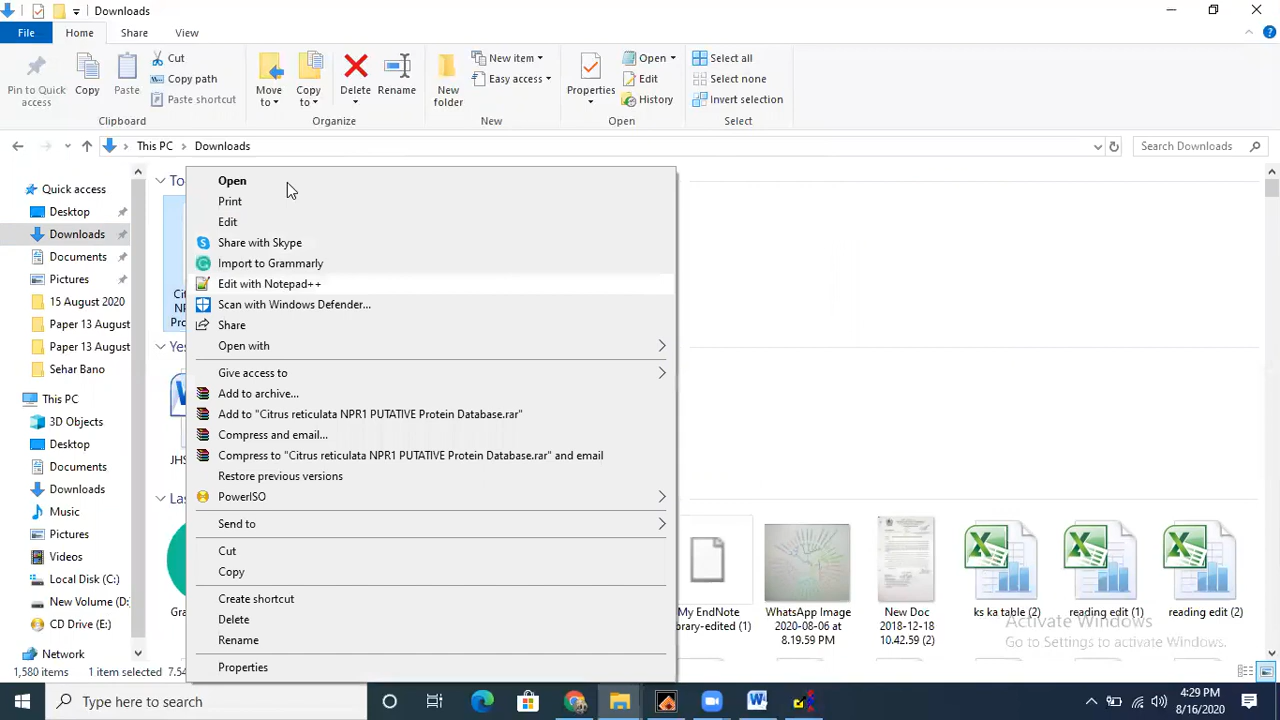 Downloads
File Home Share View
Pin to Quick access
Copy
Paste
Cut
Copy path
Paste shortcut
Clipboard
Move to
Copy to
Delete
Rename
Organize
New folder
New item
Easy access
New
Properties
Open
Edit
History
Open
Select all
Select none
Invert selection
Select
This PC > Downloads
Search Downloads
Quick access
Desktop
Downloads
Documents
Pictures
15 August 2020
Paper 13 August
Paper 13 August
Sehar Bano
This PC
3D Objects
Desktop
Documents
Downloads
Music
Pictures
Videos
Local Disk (C:)
New Volume (D:
CD Drive (E:)
Network
Open
Print
Edit
Share with Skype
Import to Grammarly
Edit with Notepad++
Scan with Windows Defender...
Share
Open with
Give access to
Add to archive...
Add to "Citrus reticulata NPR1 PUTATIVE Protein Database.rar"
Compress and email...
Compress to "Citrus reticulata NPR1 PUTATIVE Protein Database.rar" and email
Restore previous versions
PowerISO
Send to
Cut
Copy
Create shortcut
Delete
Rename
Properties
My EndNote
ibrary-edited (1)
WhatsApp Image
2020-08-06 at
8.19.59 PM
New Doc
2018-12-18
10.42.59 (2)
ks ka table (2)
reading edit (1)
reading edit (2)
Activate Windows
Go to Settings to activate Windows.
1,580 items 1 item selected 7.54
Type here to search
4:29 PM
8/16/2020